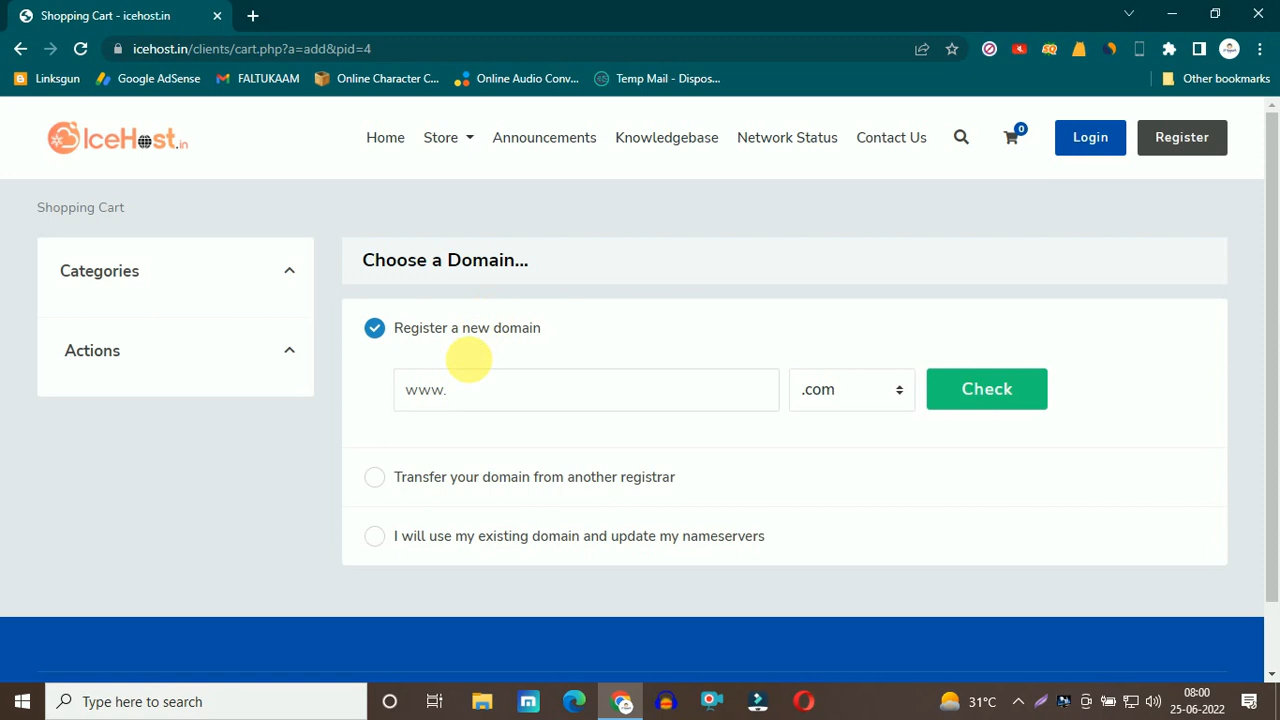 Shopping Cart - icehost.in
icehost.in/clients/cart.php?a=add&pid=4
Linksgun
Google AdSense
FALTUKAAM
Online Character C...
Online Audio Conv...
Temp Mail - Dispos...
Other bookmarks
IceHost.in
Home
Store
Announcements
Knowledgebase
Network Status
Contact Us
0
Login
Register
Shopping Cart
Categories
Actions
Choose a Domain...
Register a new domain
www.
.com
Check
Transfer your domain from another registrar
I will use my existing domain and update my nameservers
Type here to search
31°C
08:00
25-06-2022